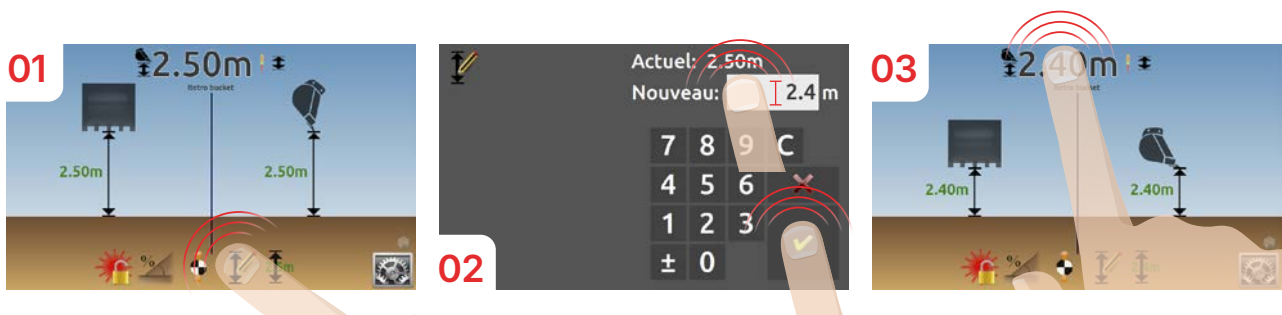 01
2.50m
Retro bucket
2.50m
2.50m
%
Actuel: 2.50m
Nouveau: 2.4 m
7 8 9 C
4 5 6
1 2 3
± 0
02
03
2.40m
Retro bucket
2.40m
2.40m
%